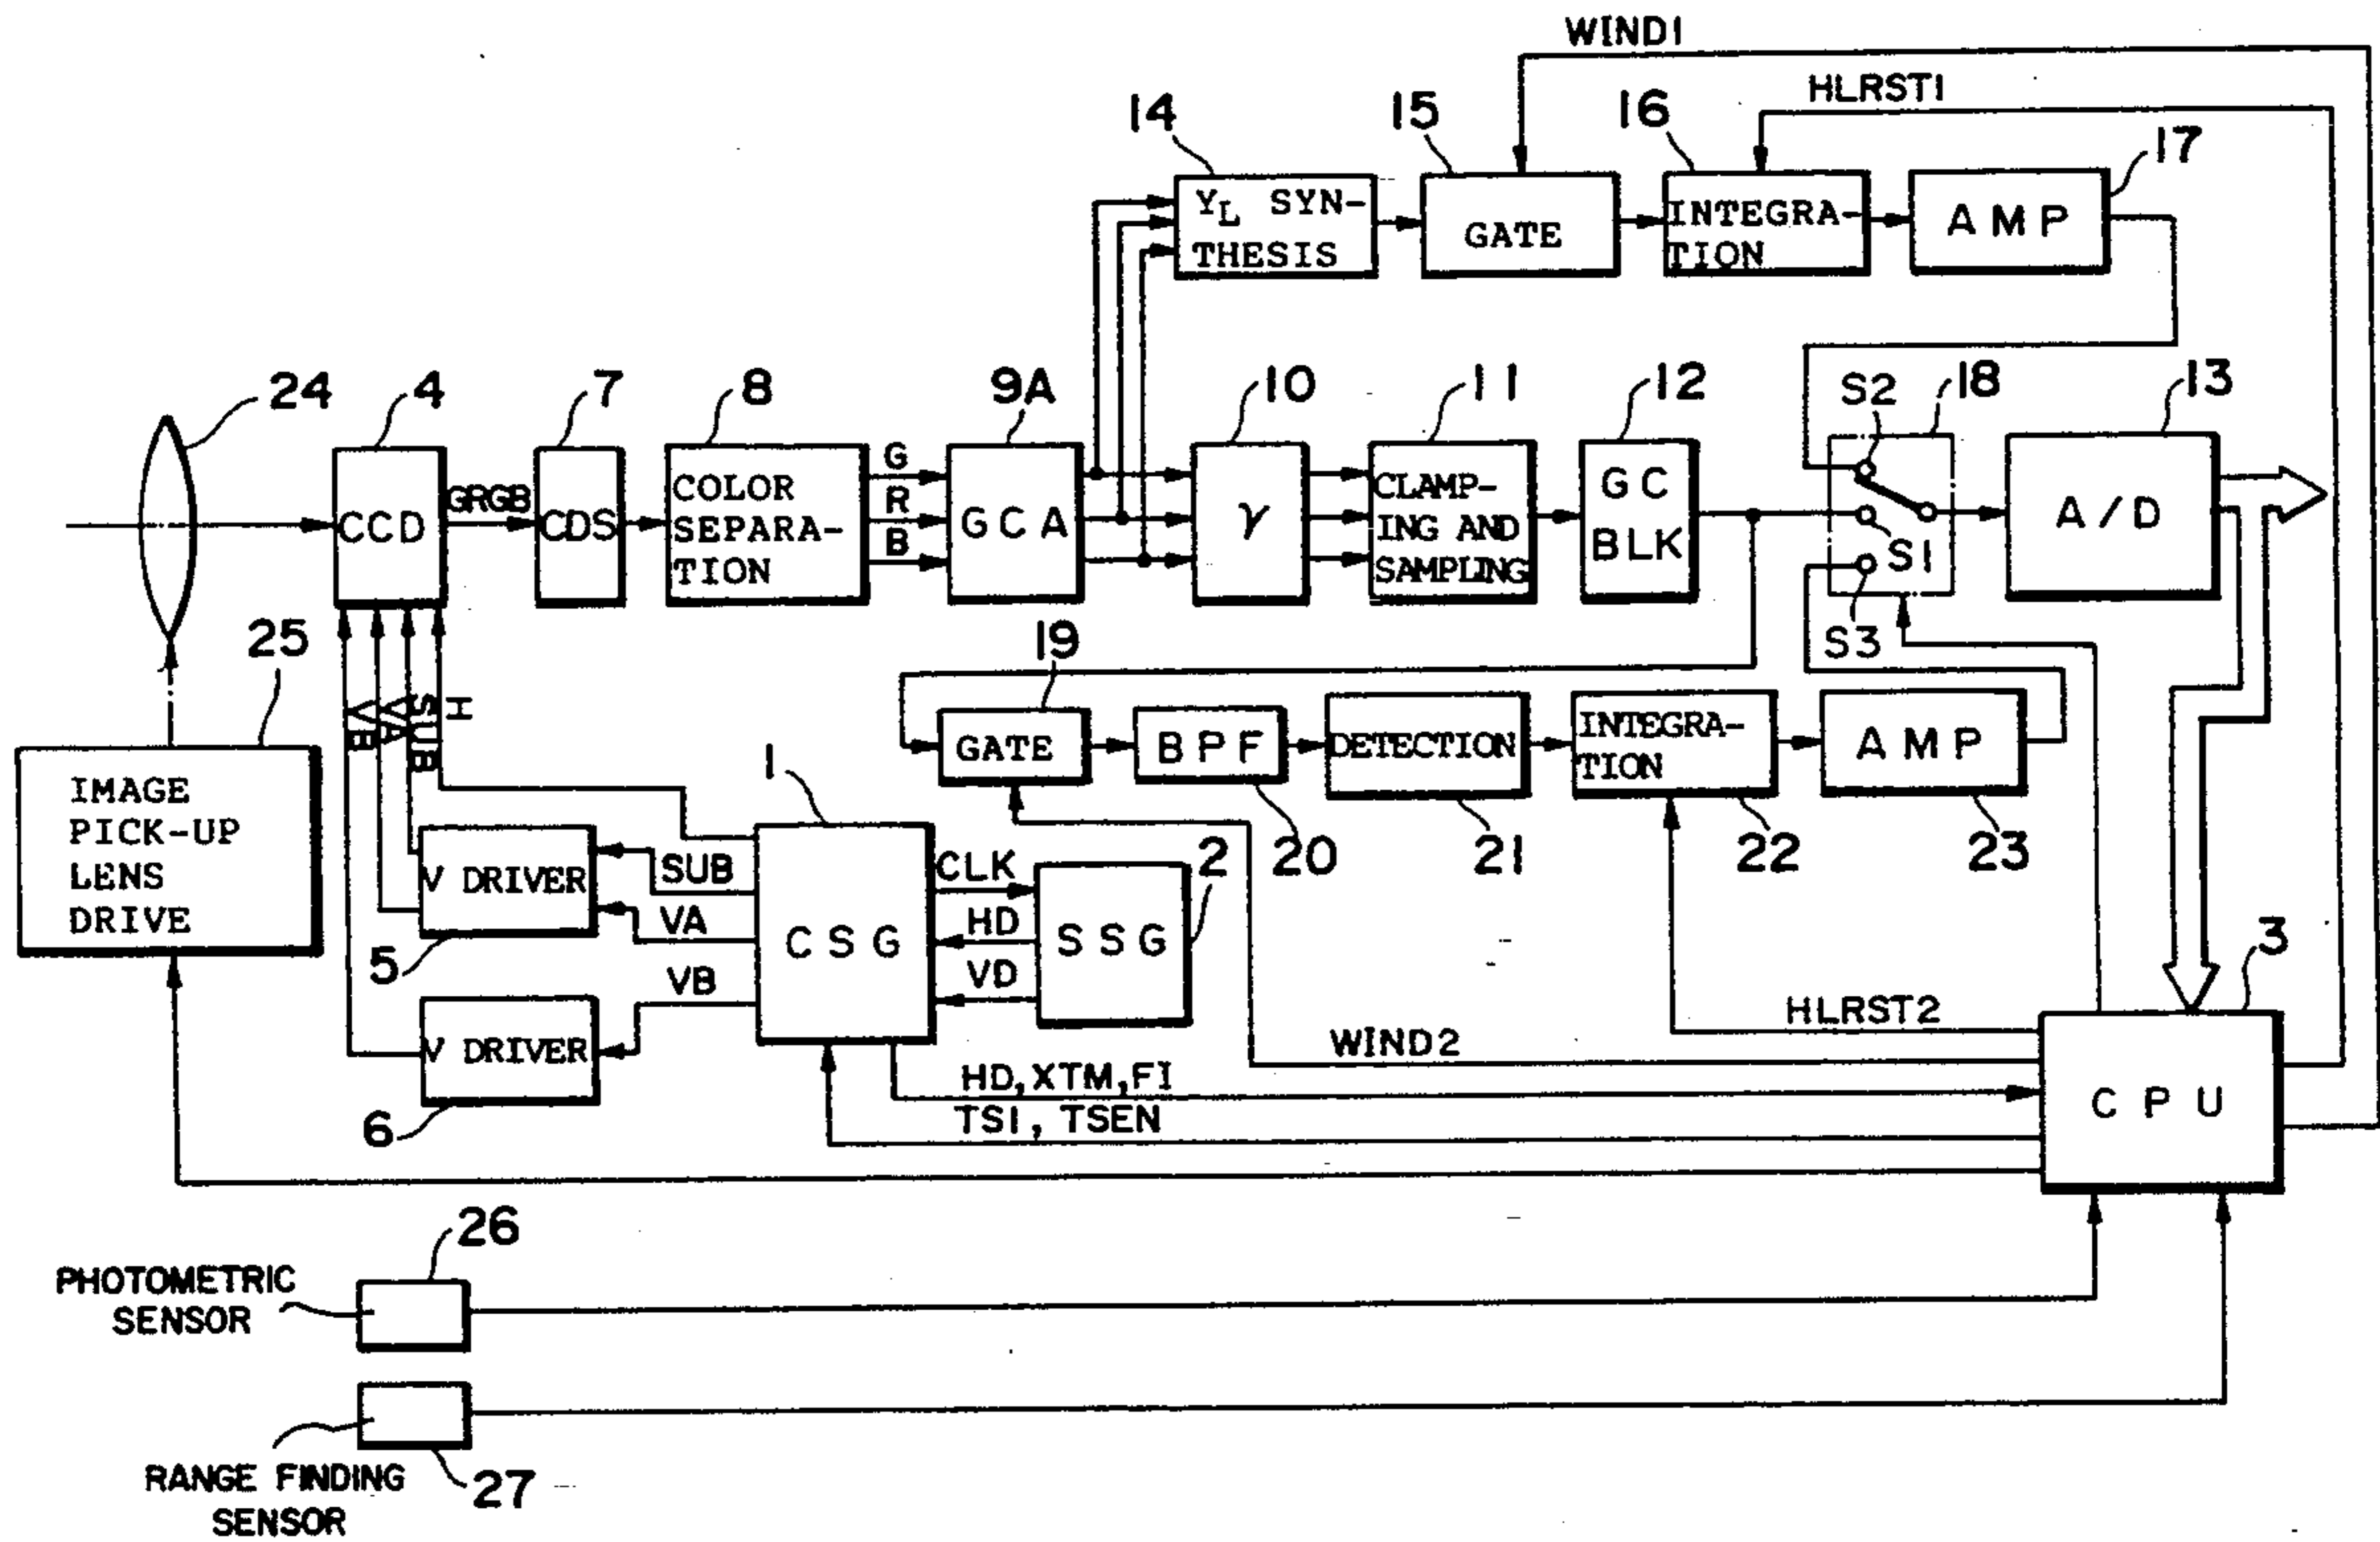 WIND1
HLRST1
14
15
16
17
YL SYN-
THESIS
GATE
INTEGRA-
TION
AMP
24
4
7
8
9A
10
11
12
S2
18
13
CCD
GRGB
CDS
COLOR
SEPARA-
TION
G
R
B
GCA
γ
CLAMP-
ING AND
SAMPLING
GC
BLK
S1
S3
A/D
25
19
VB
VA
SUB
H
IMAGE
PICK-UP
LENS
DRIVE
1
GATE
BPF
DETECTION
INTEGRA-
TION
AMP
20
21
22
23
V DRIVER
5
SUB
VA
VB
CSG
CLK
HD
VD
SSG
2
V DRIVER
6
3
HLRST2
WIND2
HD,XTM,FI
TS1, TSEN
CPU
26
PHOTOMETRIC
SENSOR
RANGE FINDING
SENSOR
27